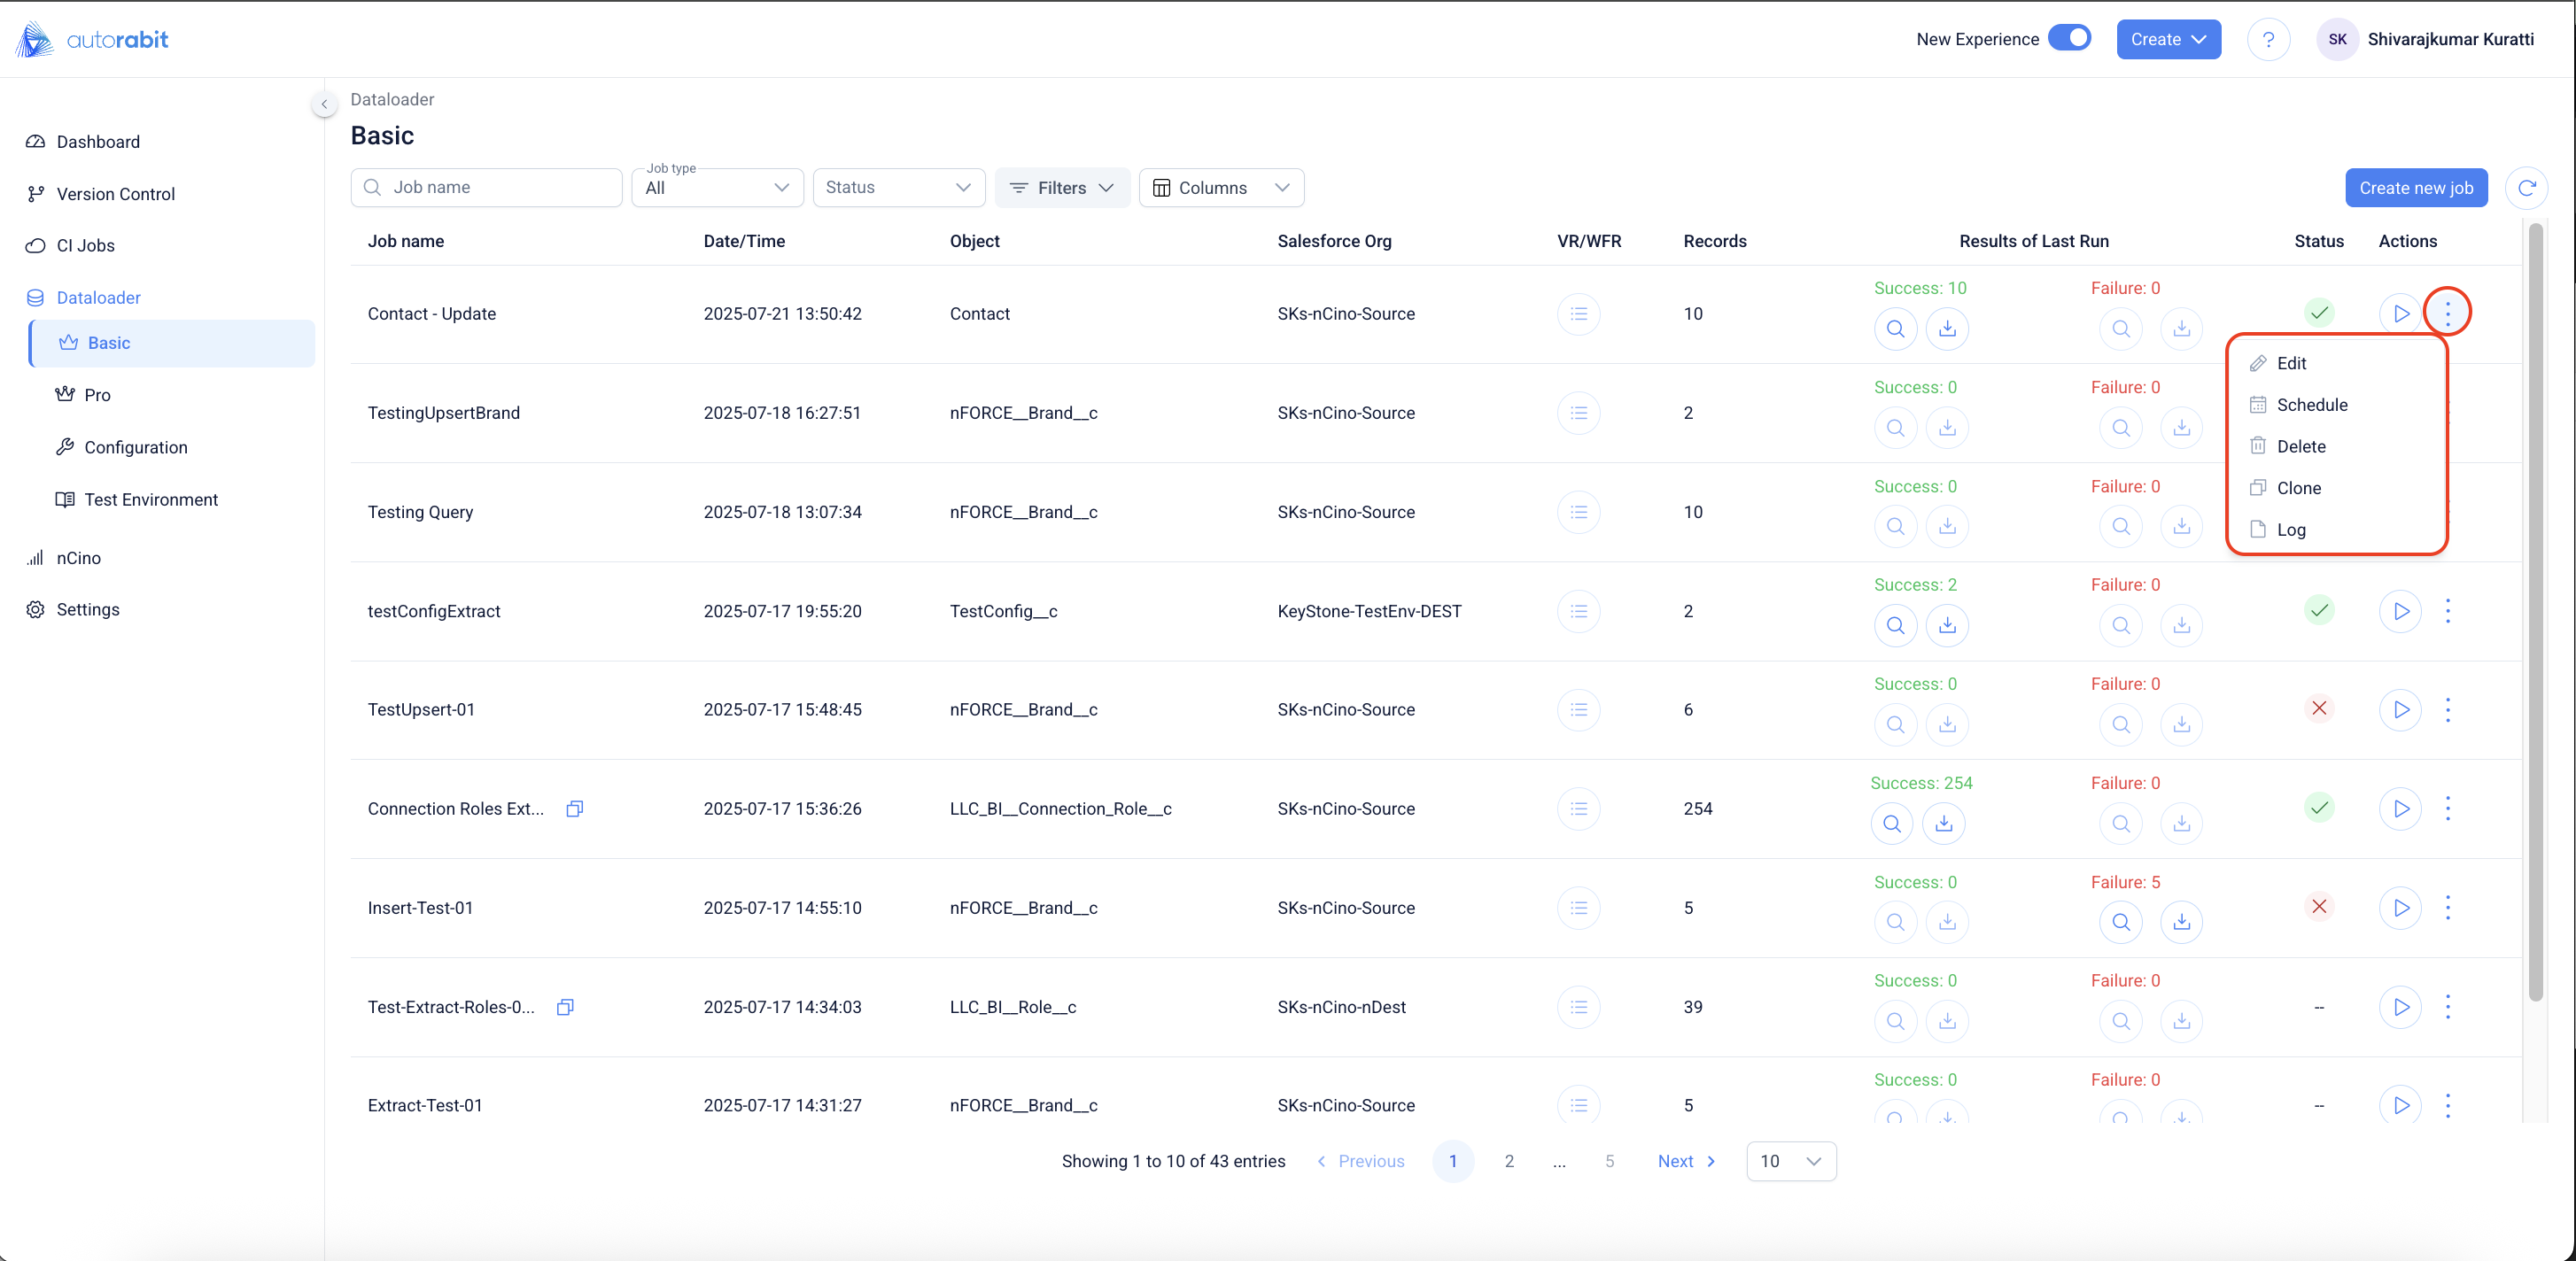 autorabit
New Experience
Create
?
SK
Shivarajkumar Kuratti
Dashboard
Version Control
CI Jobs
Dataloader
Basic
Pro
Configuration
Test Environment
nCino
Settings
Dataloader
Basic
Job name
Job type
All
Status
Filters
Columns
Create new job
Job name Date/Time Object Salesforce Org VR/WFR Records Results of Last Run Status Actions
Contact - Update 2025-07-21 13:50:42 Contact SKs-nCino-Source 10 Success: 10 Failure: 0
TestingUpsertBrand 2025-07-18 16:27:51 nFORCE__Brand__c SKs-nCino-Source 2 Success: 0 Failure: 0
Testing Query 2025-07-18 13:07:34 nFORCE__Brand__c SKs-nCino-Source 10 Success: 0 Failure: 0
Edit
Schedule
Delete
Clone
Log
testConfigExtract 2025-07-17 19:55:20 TestConfig__c KeyStone-TestEnv-DEST 2 Success: 2 Failure: 0
TestUpsert-01 2025-07-17 15:48:45 nFORCE__Brand__c SKs-nCino-Source 6 Success: 0 Failure: 0
Connection Roles Ext... 2025-07-17 15:36:26 LLC_BI__Connection_Role__c SKs-nCino-Source 254 Success: 254 Failure: 0
Insert-Test-01 2025-07-17 14:55:10 nFORCE__Brand__c SKs-nCino-Source 5 Success: 0 Failure: 5
Test-Extract-Roles-0... 2025-07-17 14:34:03 LLC_BI__Role__c SKs-nCino-nDest 39 Success: 0 Failure: 0 --
Extract-Test-01 2025-07-17 14:31:27 nFORCE__Brand__c SKs-nCino-Source 5 Success: 0 Failure: 0 --
Showing 1 to 10 of 43 entries Previous 1 2 ... 5 Next 10